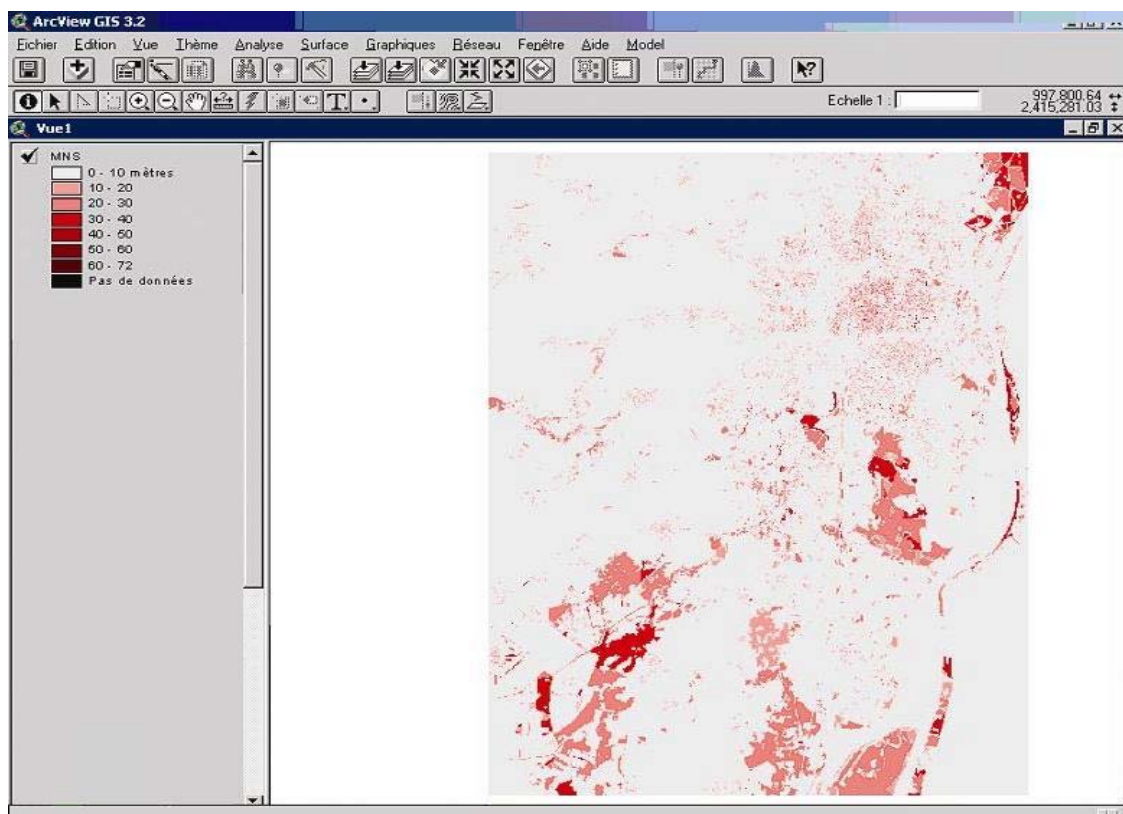 ArcView GIS 3.2
Fichier Edition Vue Thème Analyse Surface Graphiques Réseau Fenêtre Aide Model
Echelle 1 : 997,800.64
2,415,281.03
Vue1
MNS
0 - 10 mètres
10 - 20
20 - 30
30 - 40
40 - 50
50 - 60
60 - 72
Pas de données